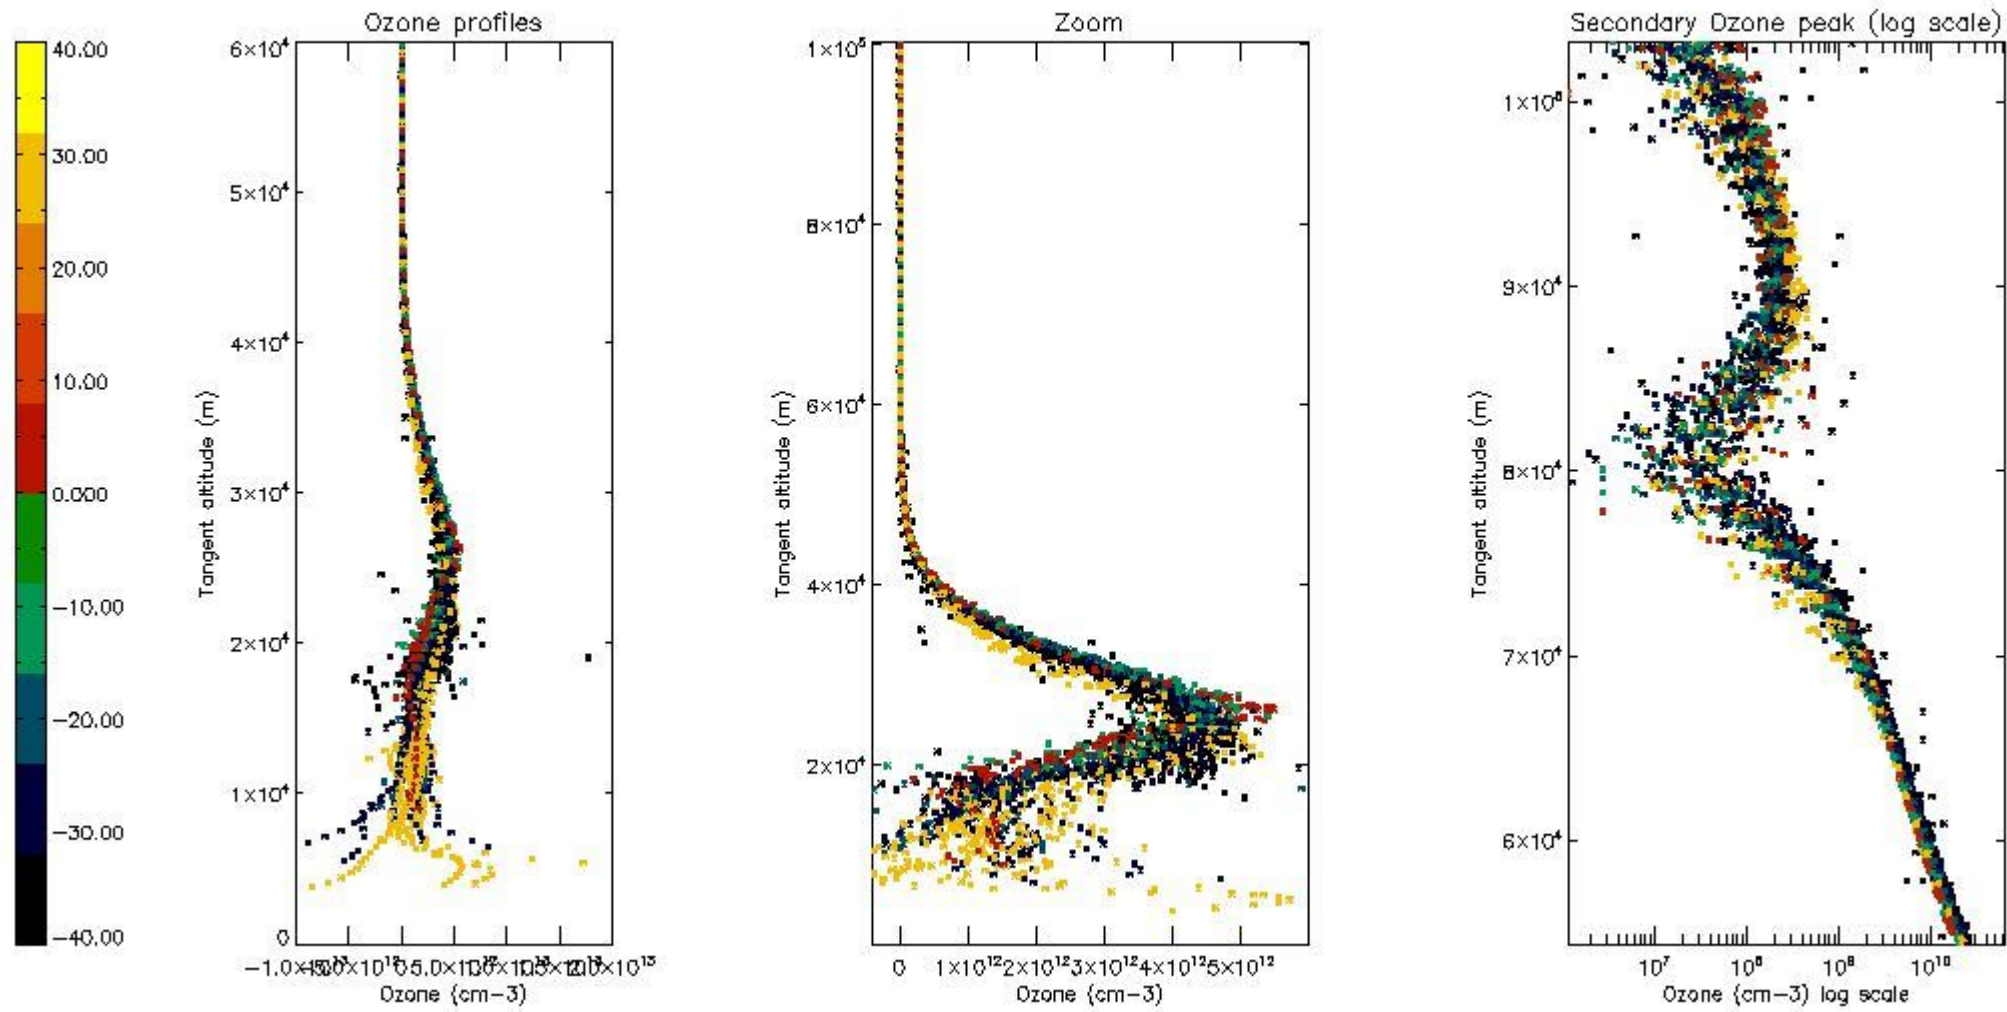 Ozone profiles
Zoom
Secondary Ozone peak (log scale)
40.00
30.00
20.00
10.00
−10.00
−20.00
−30.00
−40.00
6×10⁴
5×10⁴
4×10⁴
3×10⁴
2×10⁴
1×10⁴
0
Tangent altitude (m)
Ozone (cm−3)
1×10⁵
8×10⁴
6×10⁴
4×10⁴
2×10⁴
Tangent altitude (m)
0 1×10¹² 2×10¹² 3×10¹² 4×10¹² 5×10¹²
Ozone (cm−3)
1×10⁵
9×10⁴
8×10⁴
7×10⁴
6×10⁴
Tangent altitude (m)
10⁷ 10⁸ 10⁹ 10¹⁰
Ozone (cm−3) log scale